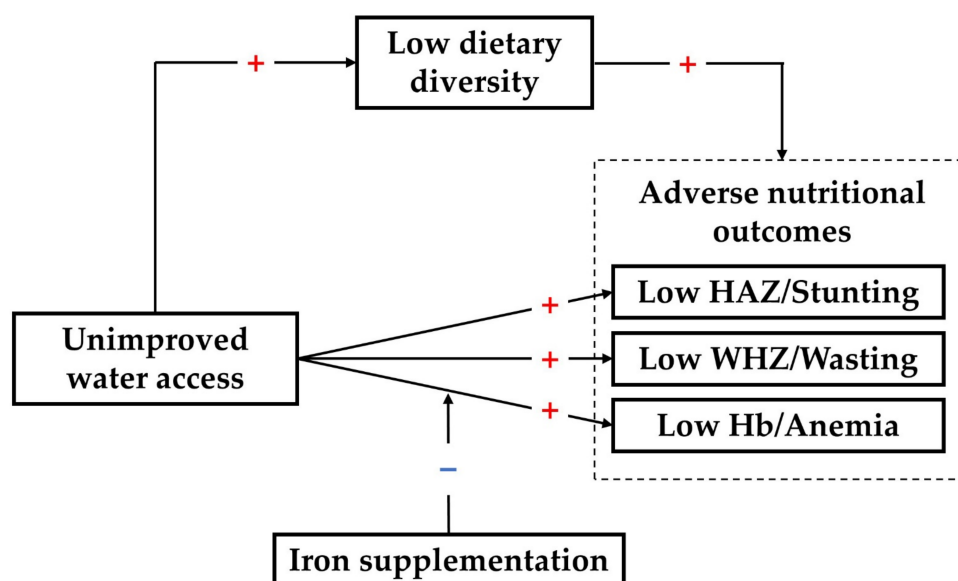 Low dietary
diversity
+
+
Adverse nutritional
outcomes
Unimproved
water access
+
Low HAZ/Stunting
+
Low WHZ/Wasting
+
Low Hb/Anemia
−
Iron supplementation